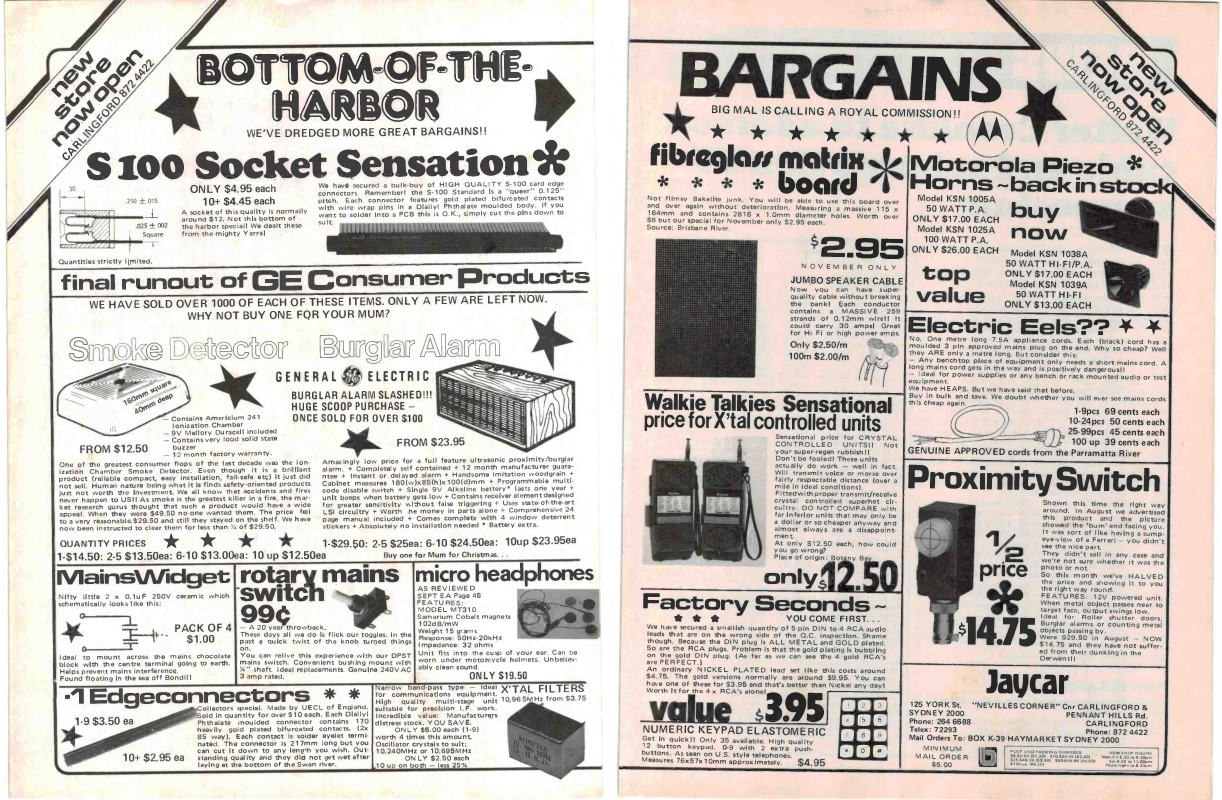 new
store
now open
CARLINGFORD 872 4422
BOTTOM-OF-THE-
HARBOR
WE'VE DREDGED MORE GREAT BARGAINS!!
S100 Socket Sensation*
.50
.250 ± .015
.025 ± 002
Square
ONLY $4.95 each
10+ $4.45 each
A socket of this quality is normally
around $12. Not this bottom of
the harbor special! We dealt these
from the mighty Yarra!
We have secured a bulk-buy of HIGH QUALITY S-100 card edge
connectors. Remember! the S-100 Standard is a "queer" 0.125"
pitch. Each connector features gold plated bifurcated contacts
with wire wrap pins in a Dially! Phthalate moulded body. If you
want to solder into a PCB this is O.K., simply cut the pins down to
suit.
Quantities strictly limited.
final runout of GE Consumer Products
WE HAVE SOLD OVER 1000 OF EACH OF THESE ITEMS. ONLY A FEW ARE LEFT NOW.
WHY NOT BUY ONE FOR YOUR MUM?
Smoke Detector Burglar Alarm
160mm square
40mm deep
GENERAL GE ELECTRIC
BURGLAR ALARM SLASHED!!!
HUGE SCOOP PURCHASE –
ONCE SOLD FOR OVER $100
– Contains Americium 241
Ionization Chamber
– 9V Mallory Duracell included
– Contains very loud solid state
buzzer
– 12 month factory warranty.
FROM $12.50
FROM $23.95
One of the greatest consumer flops of the last decade was the Ion-
ization Chamber Smoke Detector. Even though it is a brilliant
product (reliable compact, easy installation, fail-safe etc) It just did
not sell. Human nature being what it is finds safety-related products
just not worth the Investment. We all know that accidents and fires
never happen to US!! As smoke is the greatest killer in a fire, the mar-
ket research gurus thought that such a product would have a wide
appeal. When they were $49.50 no-one wanted them. The price fell
to a very reasonable $29.50 and still they stayed on the shelf. We have
now been instructed to clear them for less than ½ of $29.50.
QUANTITY PRICES
1-$14.50: 2-5 $13.50ea: 6-10 $13.00ea: 10 up $12.50ea
Amazingly low price for a full feature ultrasonic proximity/burglar
alarm. + Completely self contained + 12 month manufacturer guara-
ntee + Instant or delayed alarm + Handsome imitation woodgrain +
Cabinet measures 180(w)x85(h)x100(d)mm + Programmable multi-
code disable switch + Single 9V Alkaline battery* lasts one year +
unit beeps when battery gets low + Contains receiver element designed
for greater sensitivity without false triggering + Uses state-of-the-art
LSI circuitry + Worth the money in parts alone + Comprehensive 24
page manual included + Comes complete with 4 window deterrent
stickers + Absolutely no installation needed * Battery extra.
1-$29.50: 2-5 $25ea: 6-10 $24.50ea: 10up $23.95ea
Buy one for Mum for Christmas. . .
MainsWidget
Nifty little 2 x 0.1uF 250V ceramic which
schematically looks like this:
PACK OF 4
$1.00
Ideal to mount across the mains chocolate
block with the centre terminal going to earth.
Helps prevent mains interference.
Found floating in the sea off Bondi!!
rotary mains
switch
99¢
– A 20 year throwback.
These days all we do is flick our toggles. In the
past a quick twist of the knob turned things
on.
You can relive this experience with our DPST
mains switch. Convenient bushing mount with
¼" shaft. Ideal replacements. Genuine 240VAC
3 amp rated.
micro headphones
AS REVIEWED
SEPT EA Page 45
FEATURES:
MODEL MT310
Samarium Cobalt magnets
102dB/mW
Weight 15 grams
Response: 50Hz-20kHz
Impedance: 32 ohms
Unit fits into the cup of your ear. Can be
worn under motorcycle helmets. Unbeliev-
ably clean sound.
ONLY $19.50
·1 Edgeconnectors * *
1-9 $3.50 ea
10+ $2.95 ea
Collectors special. Made by UECL of England.
Sold in quantity for over $10 each. Each Diallyl
Phthalate moulded connector contains 170
heavily gold plated bifurcated contacts. (2x
85 way). Each contact is solder eyelet termi-
nated. The connector is 217mm long but you
can cut it down to any length you wish. Out-
standing quality and they did not get wet after
laying at the bottom of the Swan river.
Narrow band-pass type – Ideal
for communications equipment.
High quality multi-stage unit
suitable for precision I.F. work.
Incredible value: Manufacturers
distress stock. YOU SAVE.
ONLY $5.00 each (1-9)
worth 4 times this amount.
Oscillator crystals to suit;
10.240MHz or 10.695MHz
ONLY $2.50 each
10 up on both – less 25%
X'TAL FILTERS
10,965MHz from $3.75
BARGAINS
BIG MAL IS CALLING A ROYAL COMMISSION!!
new
store
now open
CARLINGFORD 872 4422
fibreglass matrix
board
Not flimsy Bakelite junk. You will be able to use this board over
and over again without deterioration. Measuring a massive 115 x
164mm and contains 2816 x 1.0mm diameter holes. Worth over
$8 but our special for November only $2.95 each.
Source: Brisbane River.
$2.95
NOVEMBER ONLY
JUMBO SPEAKER CABLE
Now you can have super-
quality cable without breaking
the bank! Each conductor
contains a MASSIVE 259
strands of 0.12mm wire!! It
could carry 30 amps! Great
for Hi Fi or high power amps.
Only $2.50/m
100m $2.00/m
Motorola Piezo
Horns ~ back in stock
Model KSN 1005A
50 WATT P.A.
ONLY $17.00 EACH
Model KSN 1025A
100 WATT P.A.
ONLY $26.00 EACH
buy
now
top
value
Model KSN 1038A
50 WATT HI-FI/P.A.
ONLY $17.00 EACH
Model KSN 1039A
50 WATT HI-FI
ONLY $13.00 EACH
Electric Eels??
No. One metre long 7.5A appliance cords. Each (black) cord has a
moulded 3 pin approved mains plug on the end. Why so cheap? Well
they ARE only a metre long. But consider this:
– Any benchtop piece of equipment only needs a short mains cord. A
long mains cord gets in the way and is positively dangerous!!
– Ideal for power supplies or any bench or rack mounted audio or test
equipment.
We have HEAPS. But we have said that before.
Buy in bulk and save. We doubt whether you will ever see mains cords
this cheap again.
1-9pcs 69 cents each
10-24pcs 50 cents each
25-99pcs 45 cents each
100 up 39 cents each
GENUINE APPROVED cords from the Parramatta River
Walkie Talkies Sensational
price for X'tal controlled units
Sensational price for CRYSTAL
CONTROLLED UNITS!! Not
your super-regen rubbish!!
Don't be fooled! These units
actually do work – well in fact.
Will transmit voice or morse over
fairly respectable distance (over a
mile in ideal conditions).
Fitted with proper transmit/receive
crystal controlled superhet cir-
cuitry. DO NOT COMPARE with
far inferior units that may only be
a dollar or so cheaper anyway and
almost always are a disappoint-
ment.
At only $12.50 each, how could
you go wrong?
Place of origin: Botany Bay
only $12.50
Proximity Switch
1/2
price
$14.75
Shown this time the right way
around. In August we advertised
this product and the picture
showed the 'bum' end facing you.
It was sort of like having a sump-
eye-view of a Ferrari – you didn't
see the nice part.
They didn't sell in any case and
we're not sure whether it was the
photo or not.
So this month we've HALVED
the price and showing it to you
the right way round.
FEATURES: 12V powered unit.
When metal object passes near to
target face, output swings low.
Ideal for Roller shutter doors,
Burglar alarms or counting metal
objects passing by.
Were $29.50 in August – NOW
$14.75 and they have not suffer-
ed from their dunking in the
Derwent!!
Factory Seconds ~
YOU COME FIRST...
We have secured a smallish quantity of 5 pin DIN to 4 RCA audio
leads that are on the wrong side of the Q.C. inspection. Shame
though. Because the DIN plug is ALL METAL and GOLD plated.
So are the RCA plugs. Problem is that the gold plating is bubbling
on the gold DIN plug. (As far as we can see the 4 gold RCA's
are PERFECT.)
An ordinary NICKEL PLATED lead set like this costs around
$4.75. The gold versions normally are around $9.95. You can
have one of these for $3.95 and that's better than Nickel any day!
Worth It for the 4 x RCA's alone!
value $3.95
NUMERIC KEYPAD ELASTOMERIC
Get in quick!! Only 35 available. High quality
12 button keypad. 0-9 with 2 extra push-
buttons. As seen on U.S. style telephones.
Measures 76x57x10mm approximately. $4.95
Jaycar
125 YORK St.
SYDNEY 2000
Phone: 264 6688
Telex: 72293
"NEVILLES CORNER" Cnr CARLINGFORD &
PENNANT HILLS Rd.
CARLINGFORD
Phone: 872 4422
Mail Orders To: BOX K-39 HAYMARKET SYDNEY 2000
MINIMUM
MAIL ORDER
$5.00
POST AND PACKING CHARGES